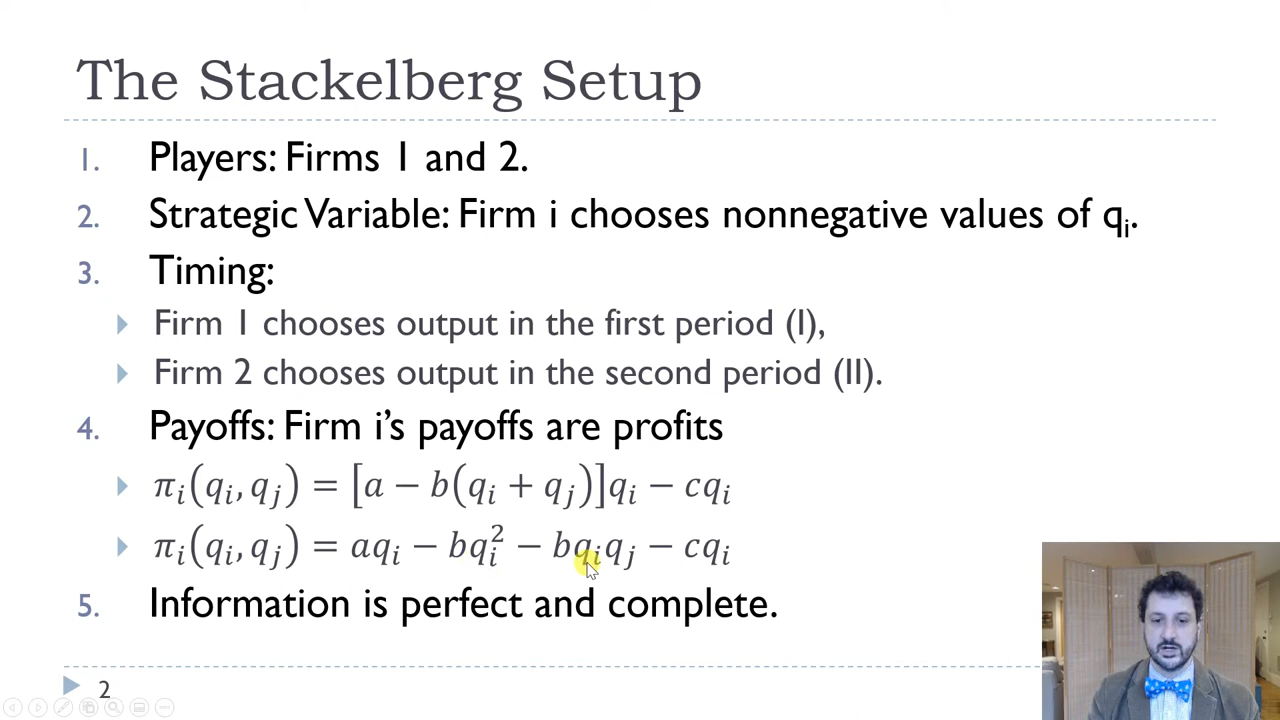 The Stackelberg Setup
1. Players: Firms 1 and 2.
2. Strategic Variable: Firm i chooses nonnegative values of qᵢ.
3. Timing:
Firm 1 chooses output in the first period (I),
Firm 2 chooses output in the second period (II).
4. Payoffs: Firm i’s payoffs are profits
πᵢ(qᵢ, qⱼ) = [a − b(qᵢ + qⱼ)]qᵢ − cqᵢ
πᵢ(qᵢ, qⱼ) = aqᵢ − bqᵢ² − bqᵢqⱼ − cqᵢ
5. Information is perfect and complete.
2